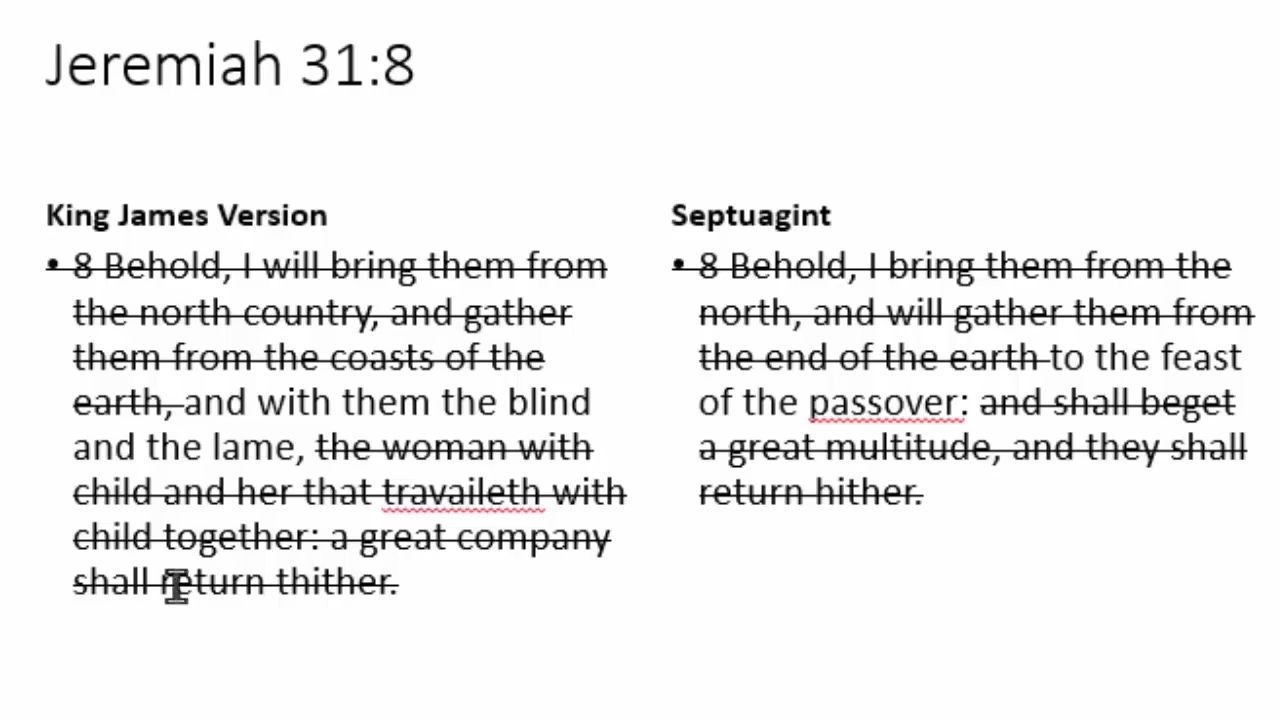 Jeremiah 31:8
King James Version
• 8 Behold, I will bring them from
the north country, and gather
them from the coasts of the
earth, and with them the blind
and the lame, the woman with
child and her that travaileth with
child together: a great company
shall return thither.
Septuagint
• 8 Behold, I bring them from the
north, and will gather them from
the end of the earth to the feast
of the passover: and shall beget
a great multitude, and they shall
return hither.